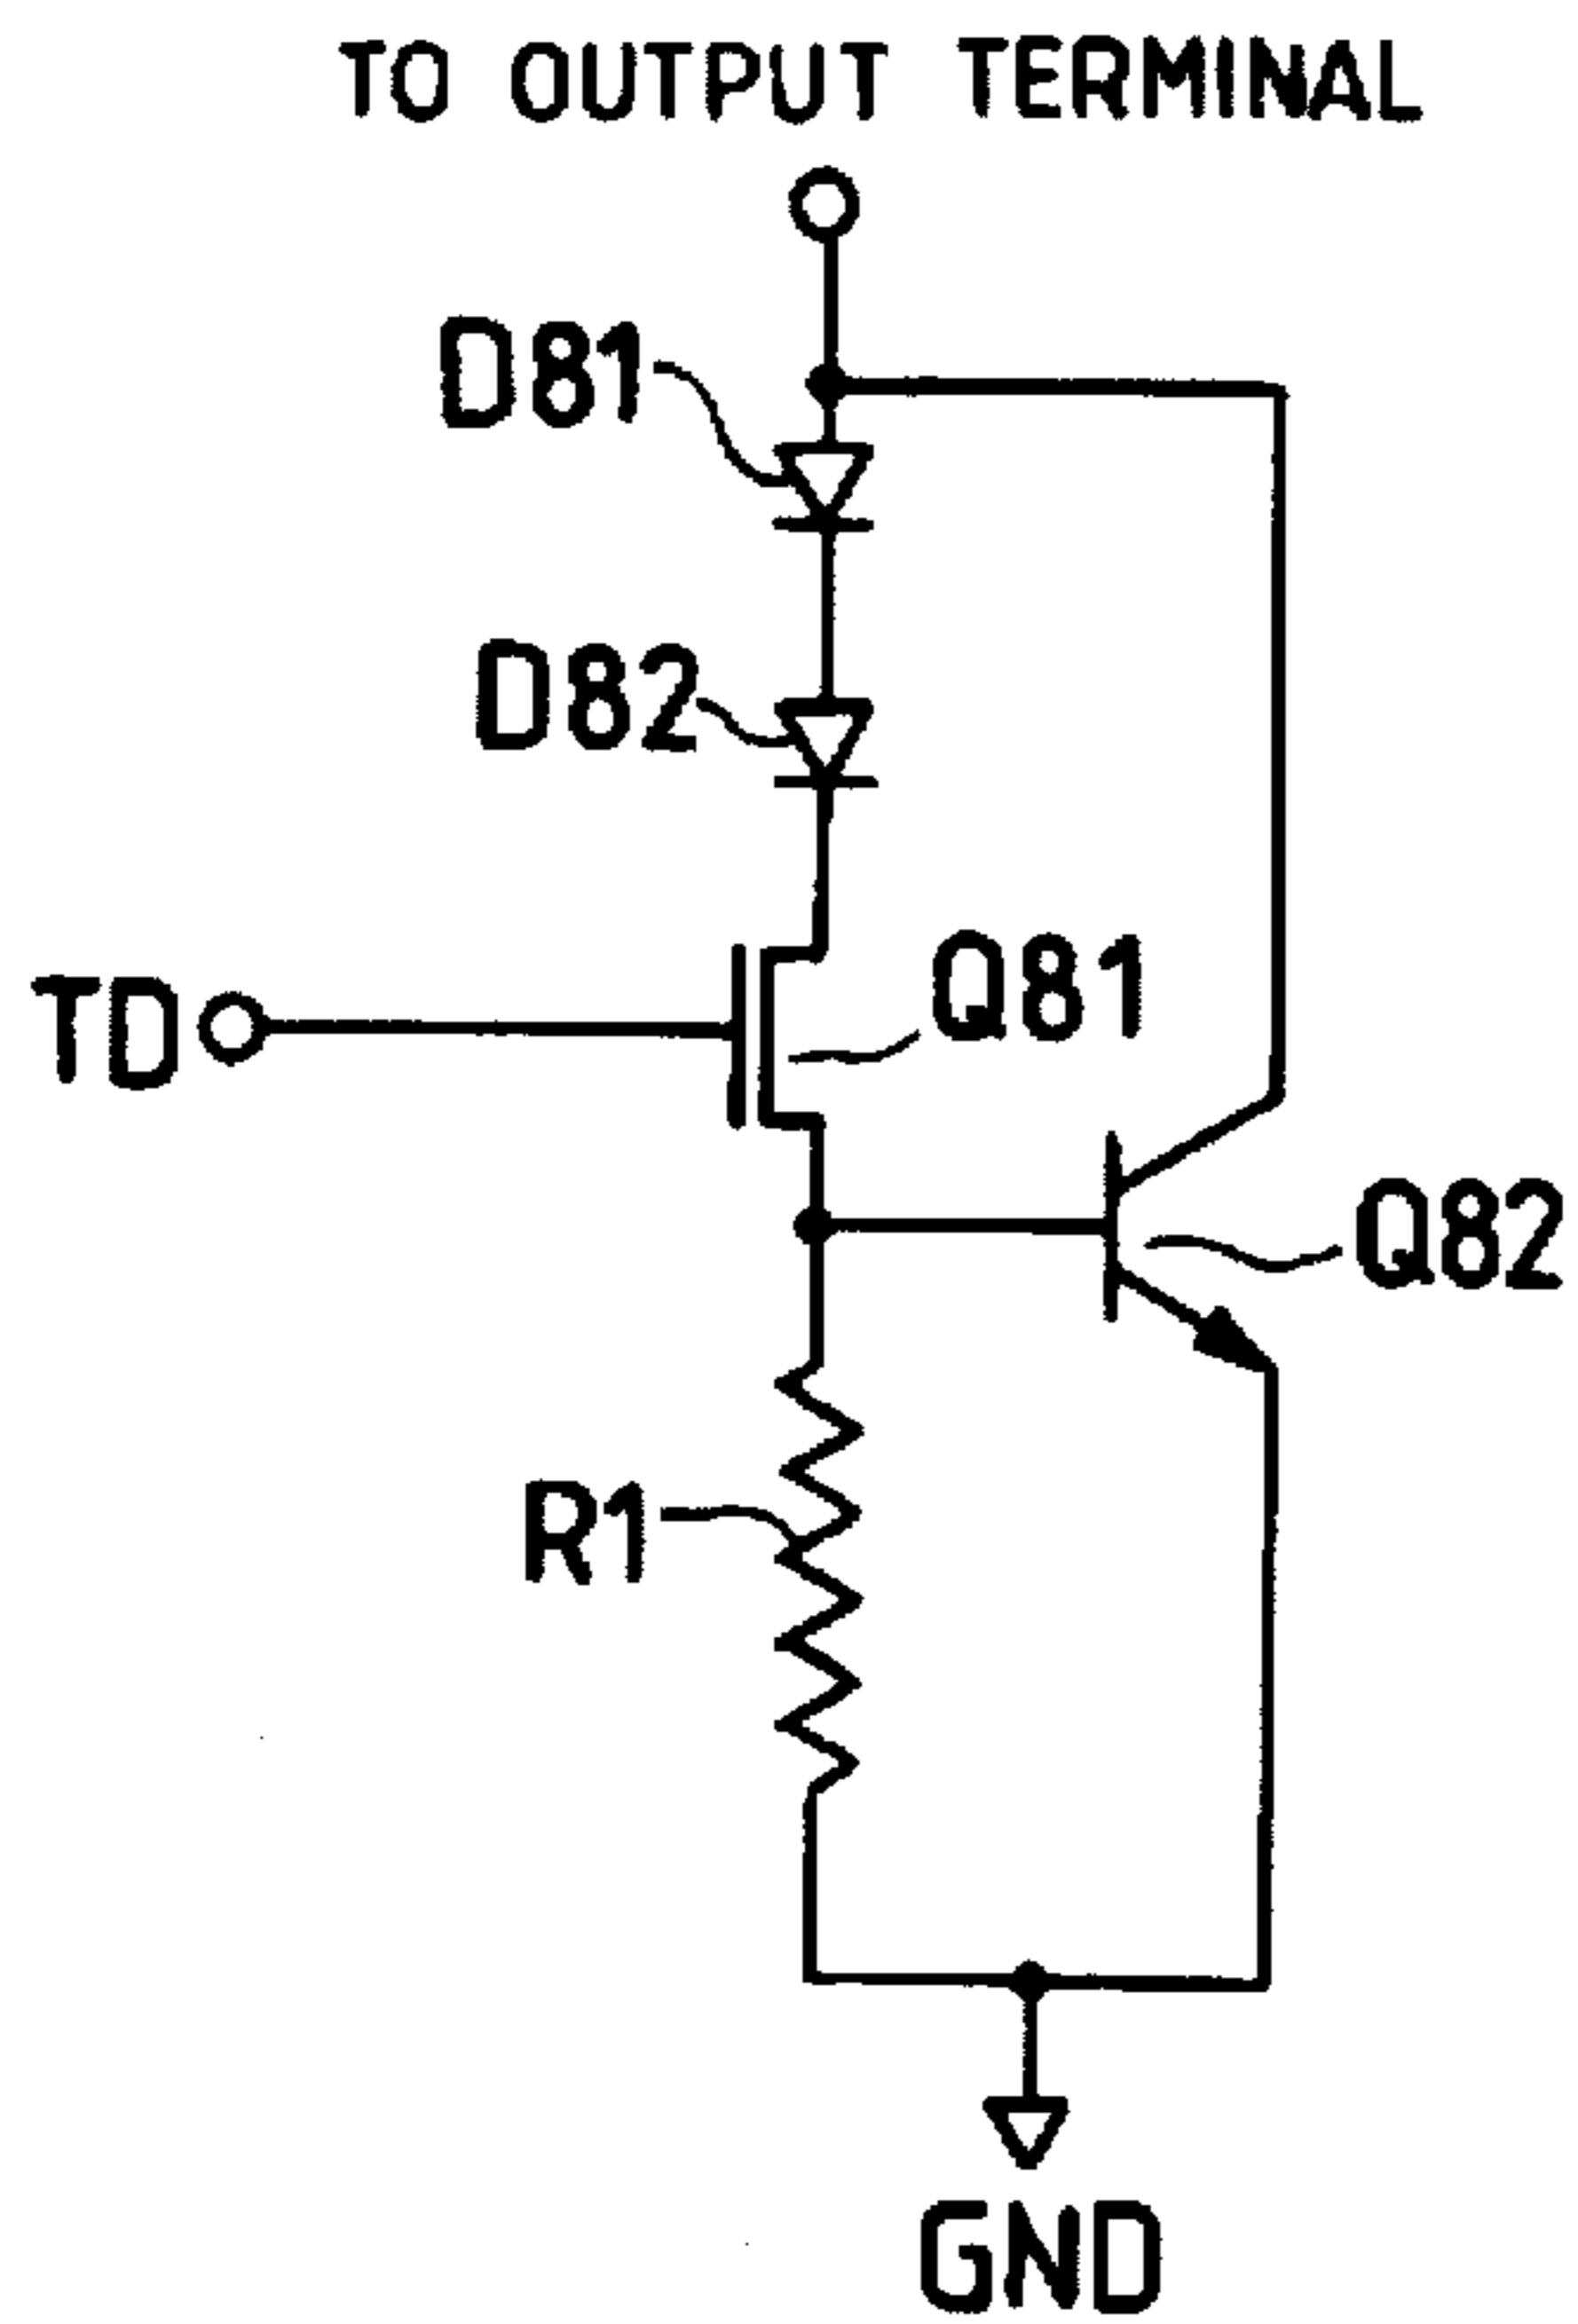 TO OUTPUT TERMINAL
D81
D82
Q81
TD
Q82
R1
GND